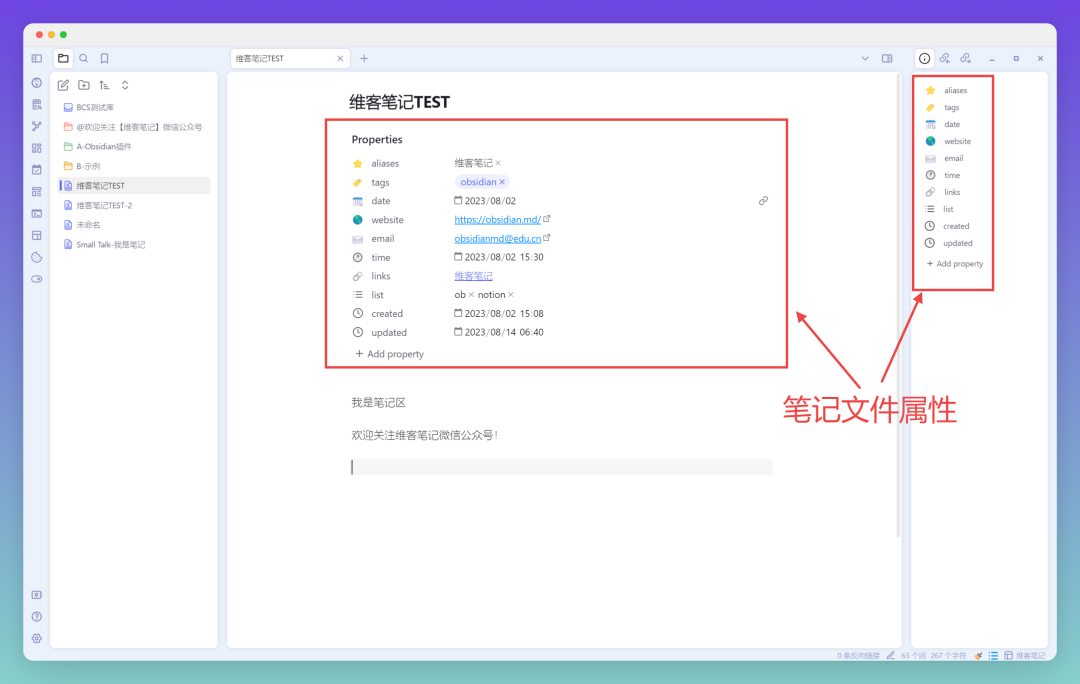 维客笔记TEST
BCS测试库
@欢迎关注【维客笔记】微信公众号
A-Obsidian插件
B-示例
维客笔记TEST
维客笔记TEST-2
未命名
Small Talk-我是笔记
维客笔记TEST
Properties
aliases 维客笔记 ×
tags obsidian ×
date 2023/08/02
website https://obsidian.md/
email obsidianmd@edu.cn
time 2023/08/02 15:30
links 维客笔记
list ob × notion ×
created 2023/08/02 15:08
updated 2023/08/14 06:40
+ Add property
我是笔记区
欢迎关注维客笔记微信公众号！
aliases
tags
date
website
email
time
links
list
created
updated
+ Add property
笔记文件属性
0 条反向链接 63 个词 267 个字符 维客笔记